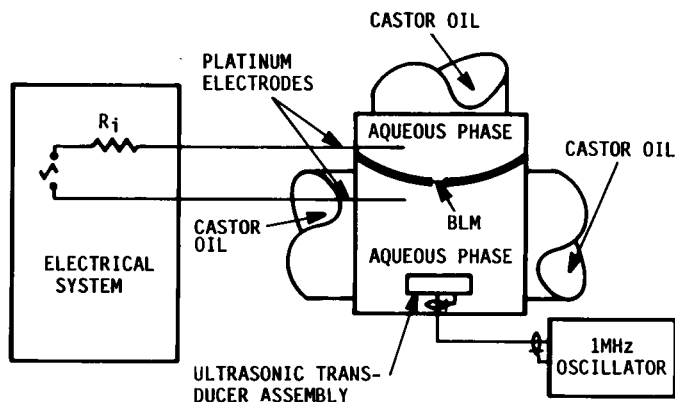 CASTOR OIL
PLATINUM
ELECTRODES
Ri
AQUEOUS PHASE
CASTOR OIL
BLM
CASTOR
OIL
AQUEOUS PHASE
ELECTRICAL
SYSTEM
ULTRASONIC TRANS-
DUCER ASSEMBLY
1MHz
OSCILLATOR